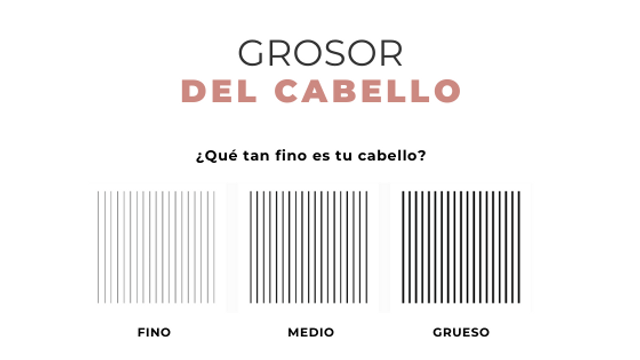 GROSOR
DEL CABELLO
¿Qué tan fino es tu cabello?
FINO MEDIO GRUESO